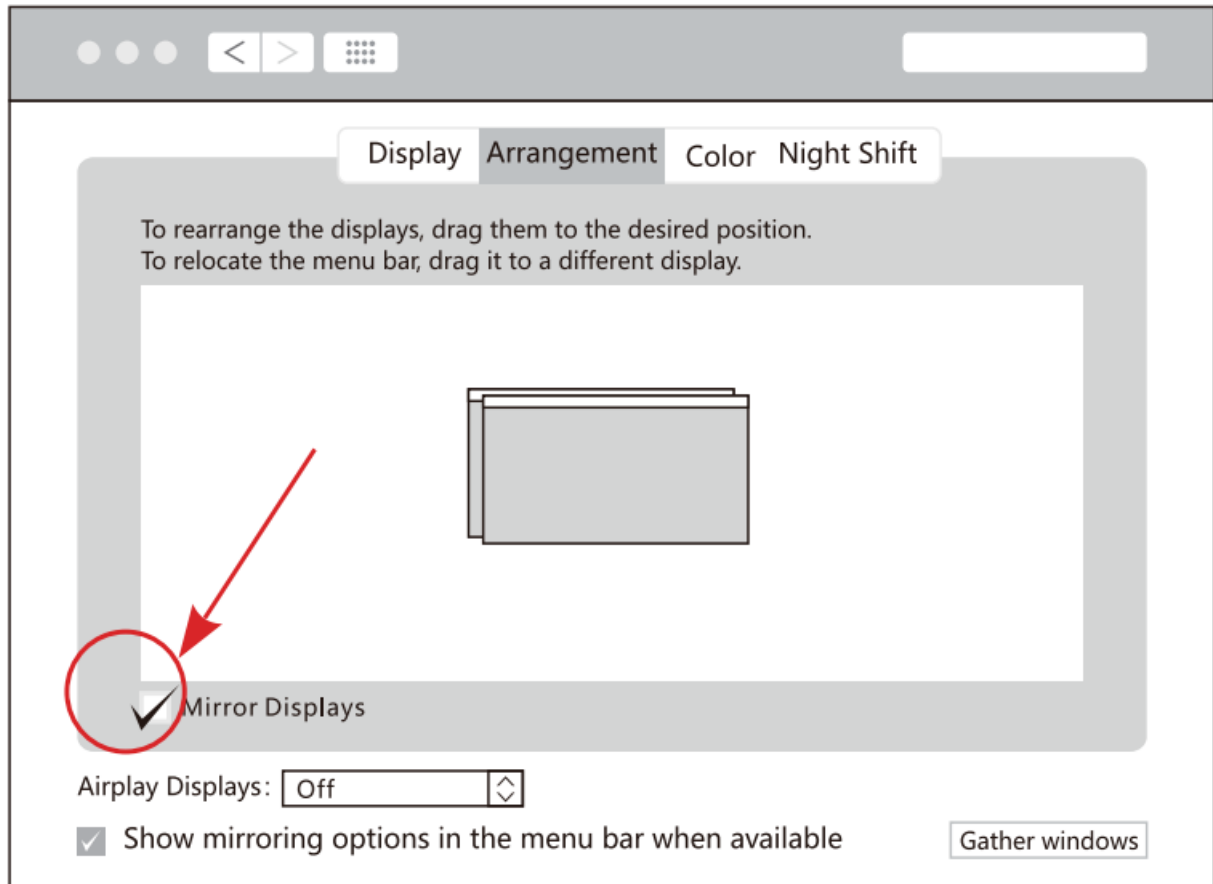 Display Arrangement Color Night Shift
To rearrange the displays, drag them to the desired position.
To relocate the menu bar, drag it to a different display.
Mirror Displays
Airplay Displays: Off
Show mirroring options in the menu bar when available
Gather windows